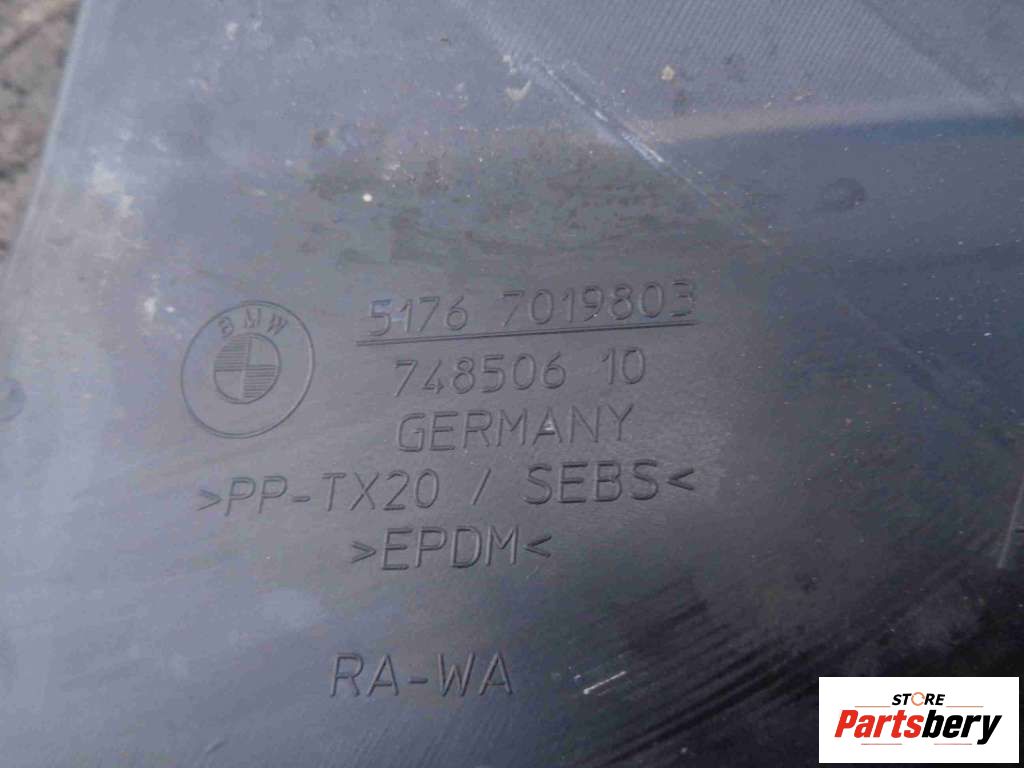 BMW
5176 7019803
748506 10
GERMANY
>PP-TX20 / SEBS<
>EPDM<
RA-WA
STORE
Partsbery